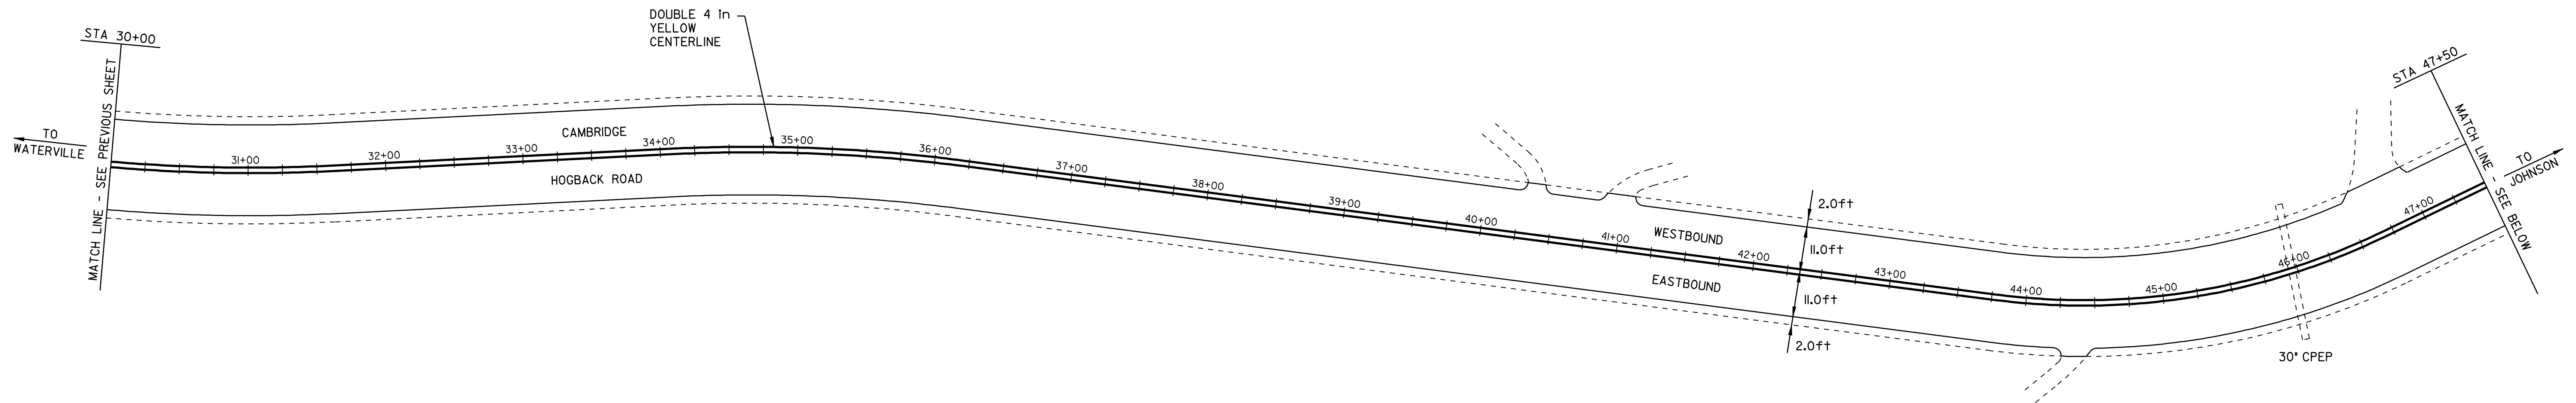 STA 30+00
MATCH LINE - SEE PREVIOUS SHEET
TO
WATERVILLE
DOUBLE 4 in
YELLOW
CENTERLINE
CAMBRIDGE
HOGBACK ROAD
31+00
32+00
33+00
34+00
35+00
36+00
37+00
38+00
39+00
40+00
41+00
42+00
43+00
44+00
45+00
46+00
47+00
WESTBOUND
EASTBOUND
2.0ft
11.0ft
11.0ft
2.0ft
30" CPEP
STA 47+50
MATCH LINE - SEE BELOW
TO
JOHNSON